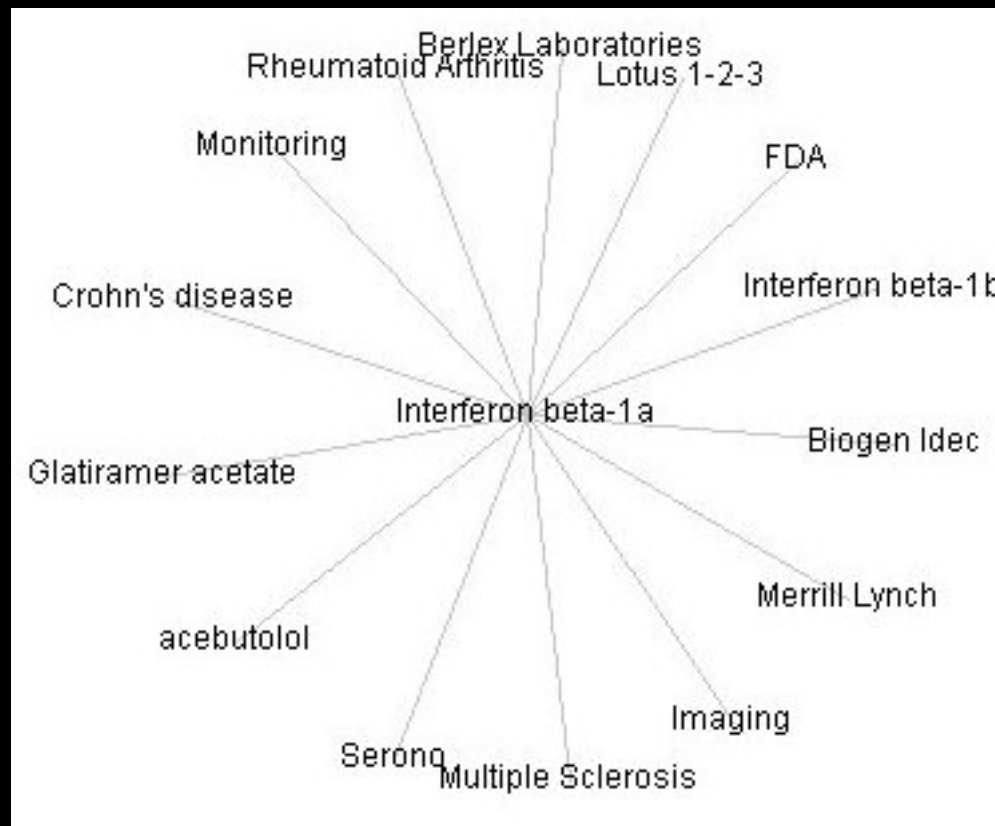 Berlex Laboratories
Rheumatoid Arthritis
Lotus 1-2-3
Monitoring
FDA
Interferon beta-1b
Crohn's disease
Interferon beta-1a
Biogen Idec
Glatiramer acetate
Merrill Lynch
acebutolol
Imaging
Serono
Multiple Sclerosis